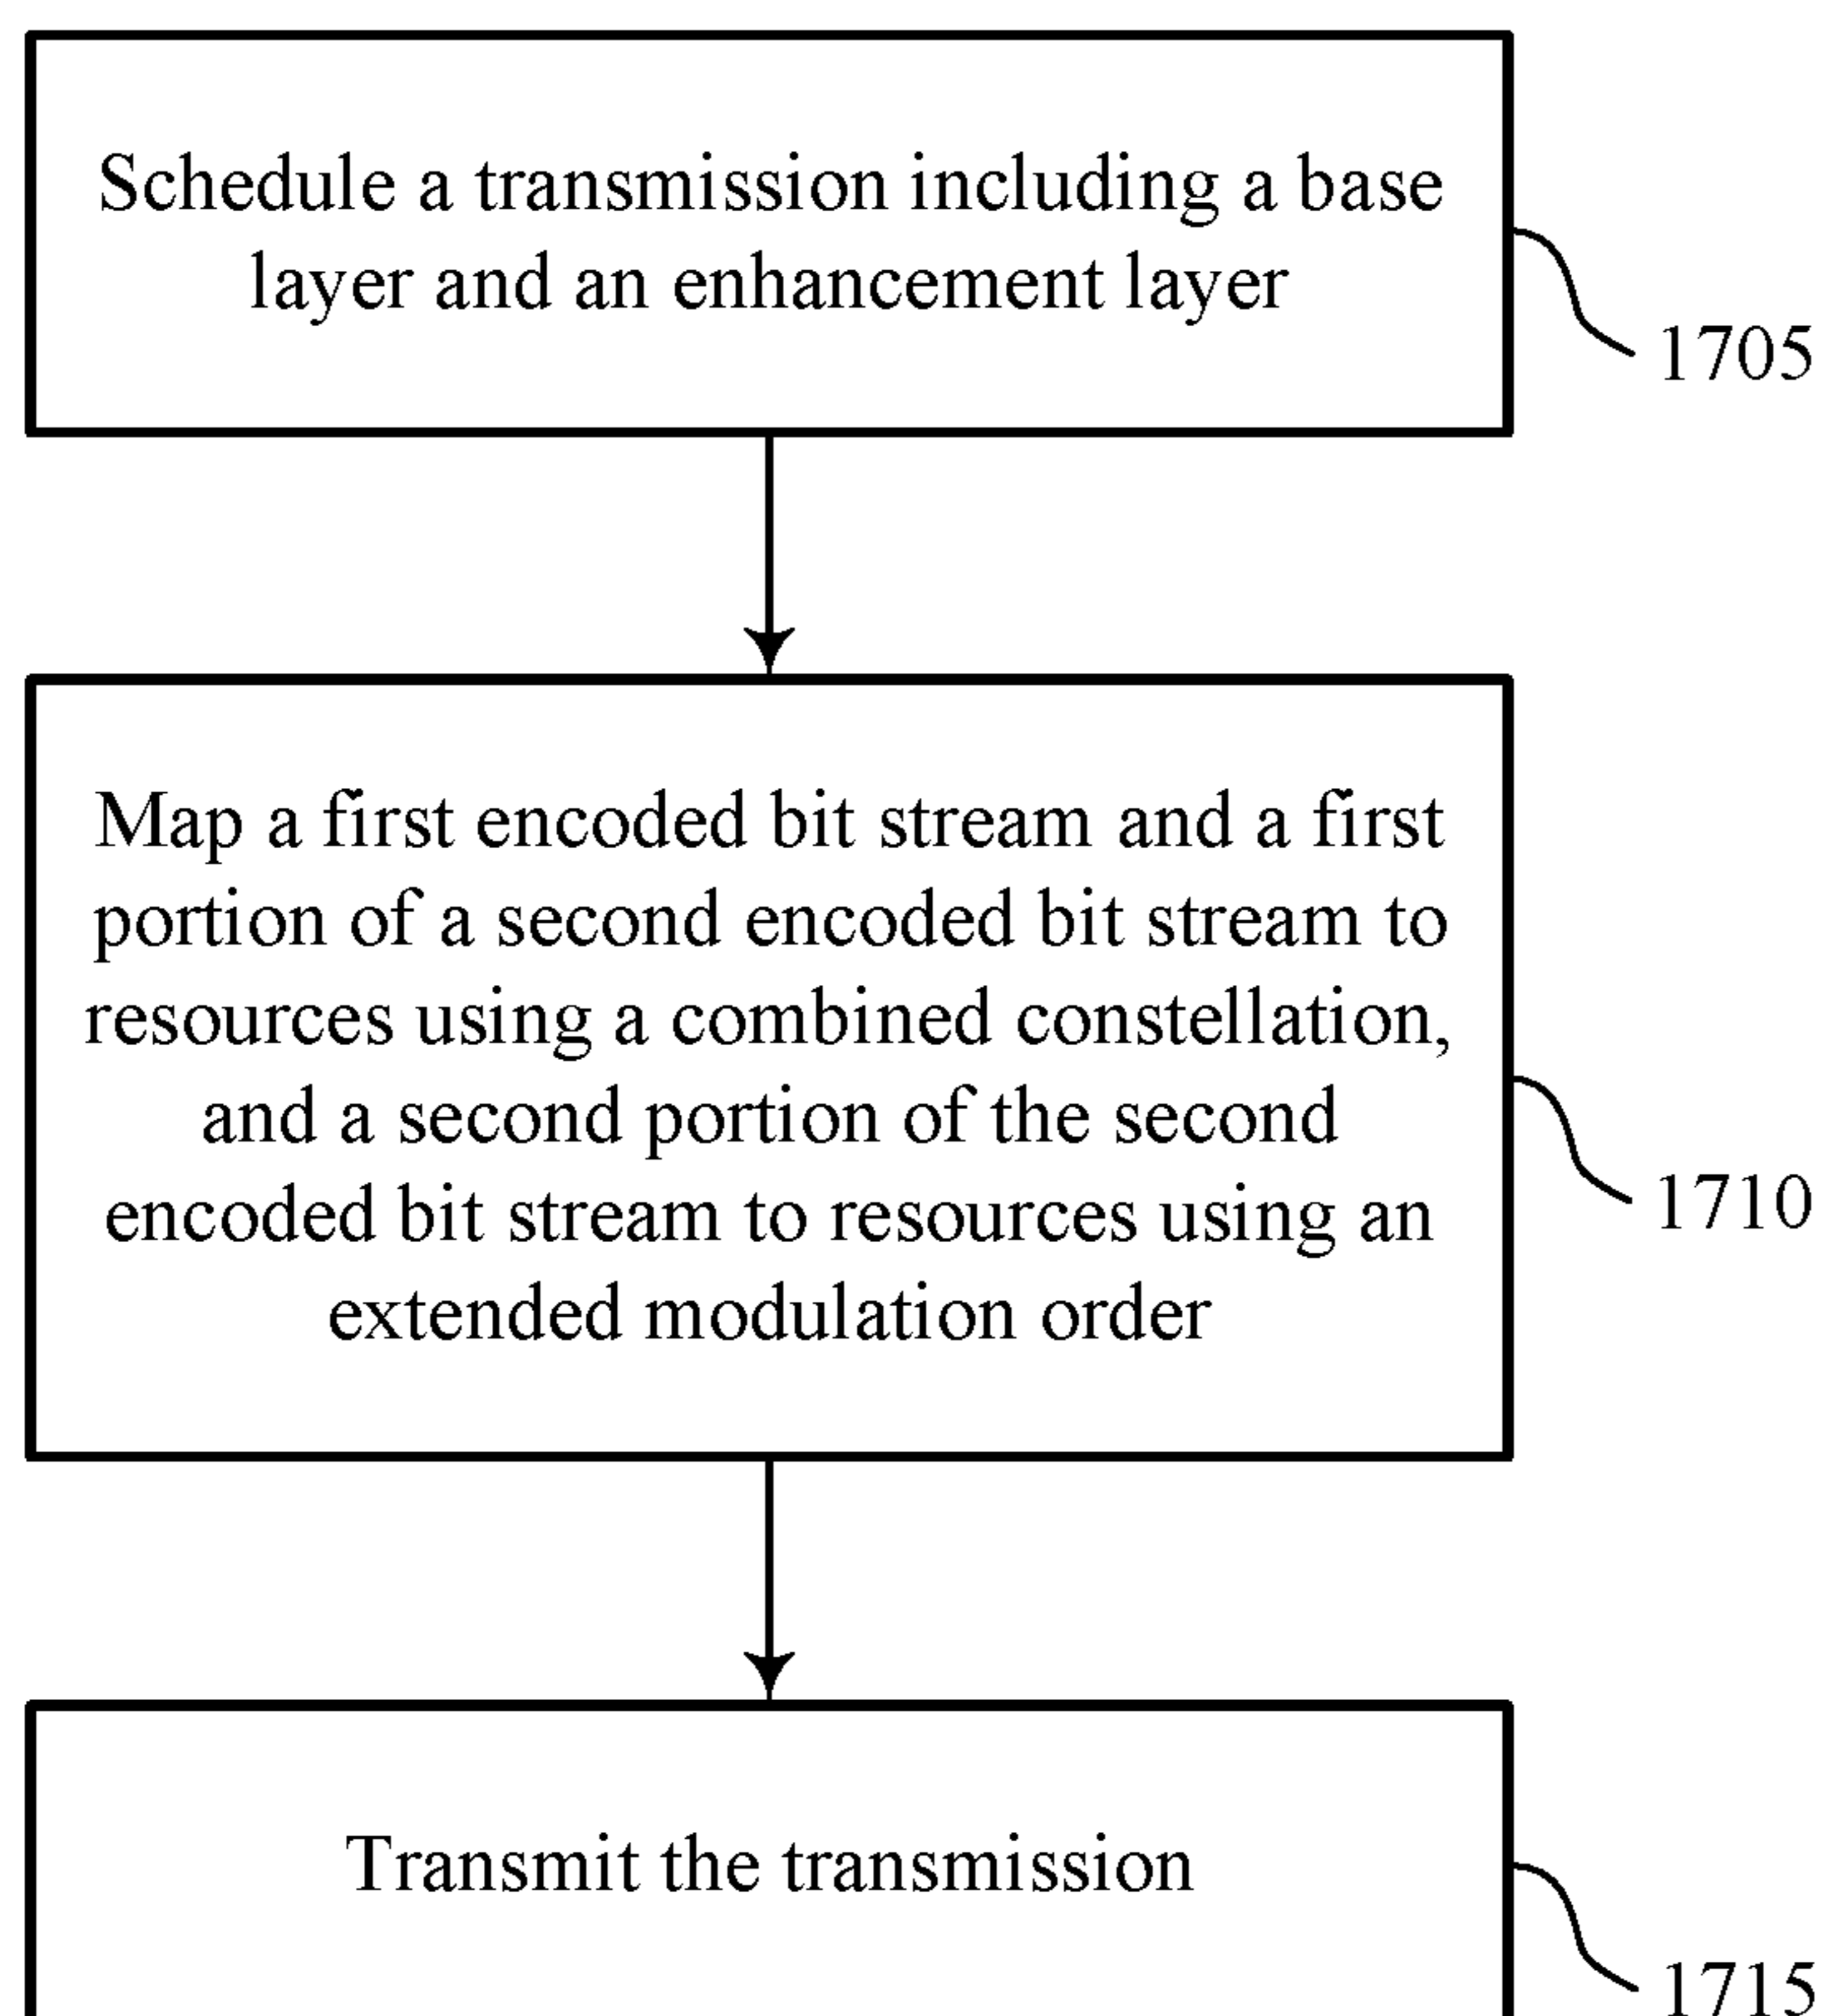 Schedule a transmission including a base
layer and an enhancement layer
1705
Map a first encoded bit stream and a first
portion of a second encoded bit stream to
resources using a combined constellation,
and a second portion of the second
encoded bit stream to resources using an
extended modulation order
1710
Transmit the transmission
1715